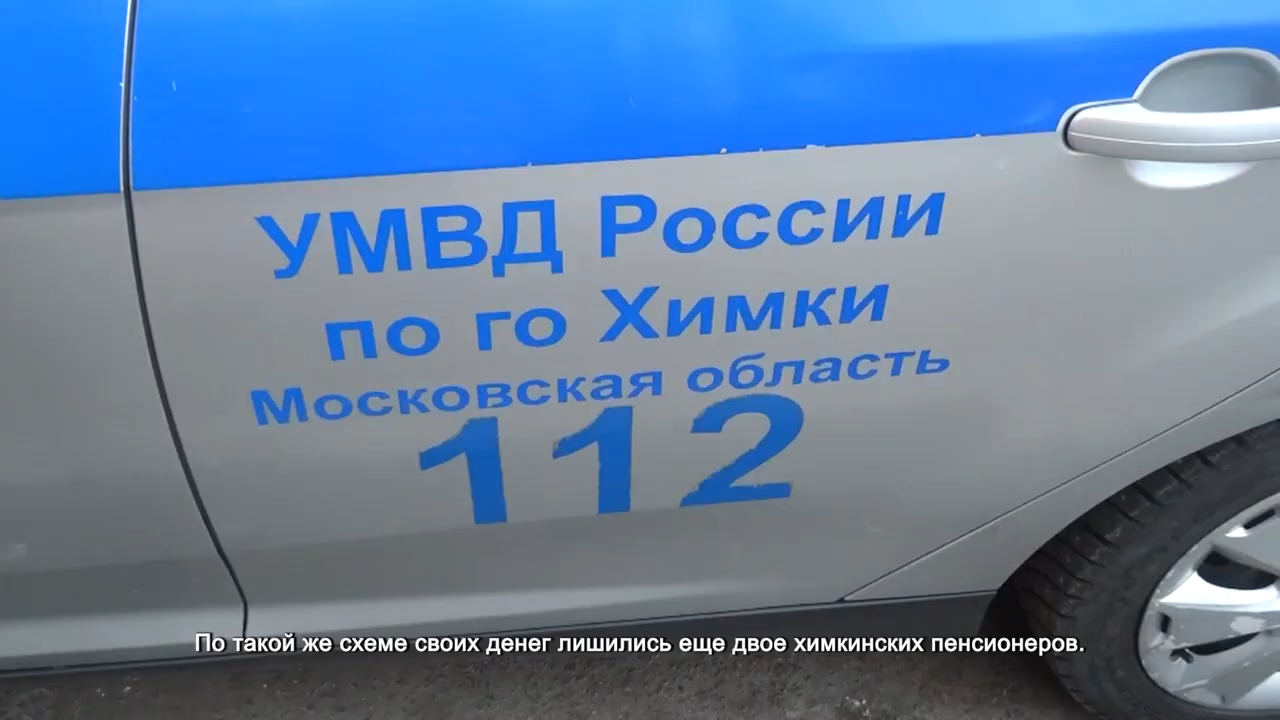 УМВД России
по го Химки
Московская область
112
По такой же схеме своих денег лишились еще двое химкинских пенсионеров.